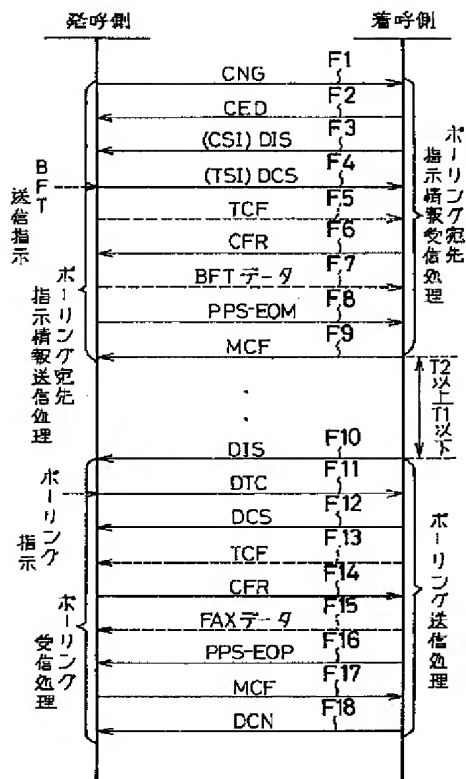 発呼側
着呼側
F1
CNG
F2
CED
F3
(CSI) DIS
F4
(TSI) DCS
F5
TCF
F6
CFR
F7
BFTデータ
F8
PPS-EOM
F9
MCF
F10
DIS
F11
DTC
F12
DCS
F13
TCF
F14
CFR
F15
FAXデータ
F16
PPS-EOP
F17
MCF
F18
DCN
BFT
送信指示
ポーリング宛先
指示情報送信処理
ポーリング
指示
ポーリング
受信処理
ポーリング宛先
指示情報受信処理
T2以上T1以下
ポーリング送信処理